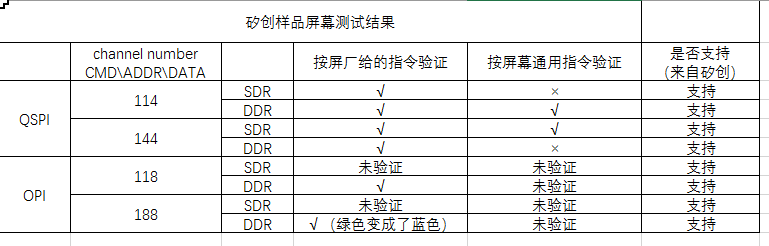 矽创样品屏幕测试结果
channel number
CMD\ADDR\DATA
按屏厂给的指令验证
按屏幕通用指令验证
是否支持
（来自矽创）
QSPI
114
SDR
√
×
支持
DDR
√
√
支持
144
SDR
√
√
支持
DDR
√
×
支持
OPI
118
SDR
未验证
未验证
支持
DDR
√
未验证
支持
188
SDR
未验证
未验证
支持
DDR
√（绿色变成了蓝色）
未验证
支持